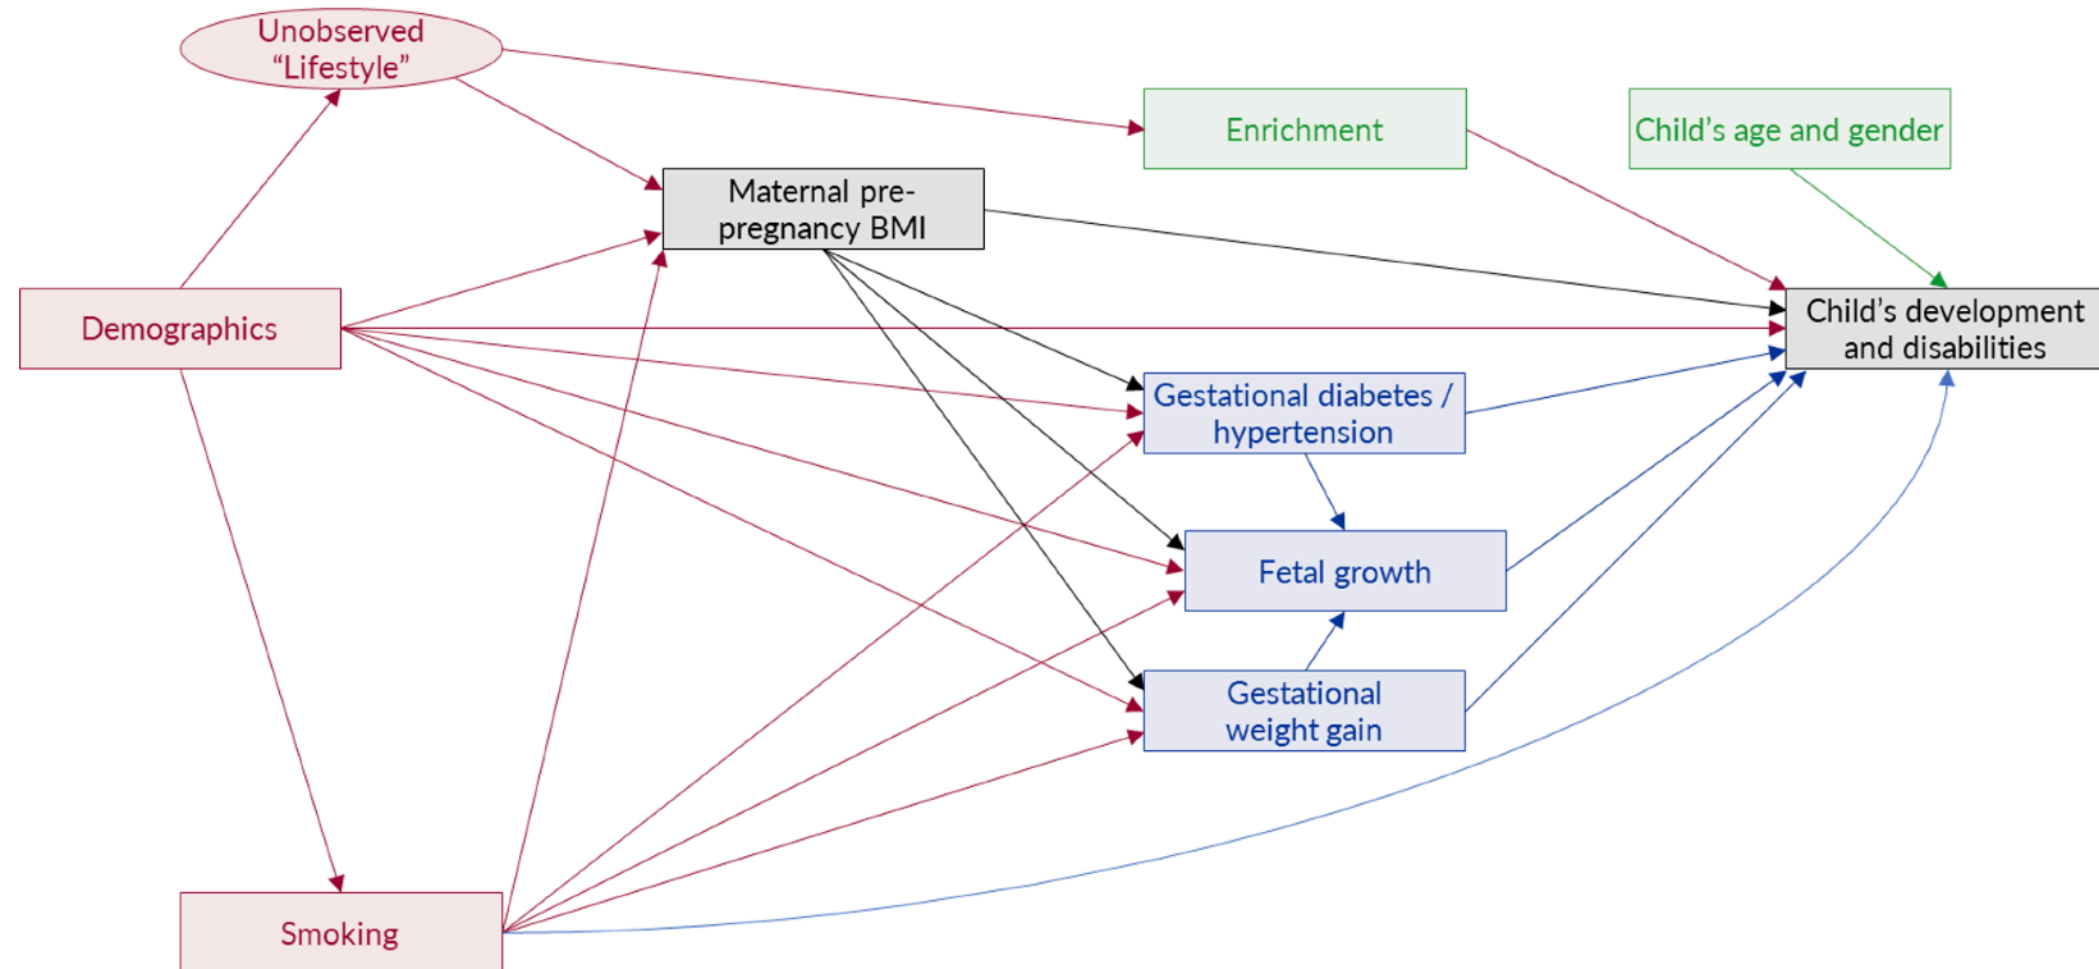 Unobserved
“Lifestyle”
Enrichment
Child’s age and gender
Maternal pre-
pregnancy BMI
Demographics
Child’s development
and disabilities
Gestational diabetes /
hypertension
Fetal growth
Gestational
weight gain
Smoking